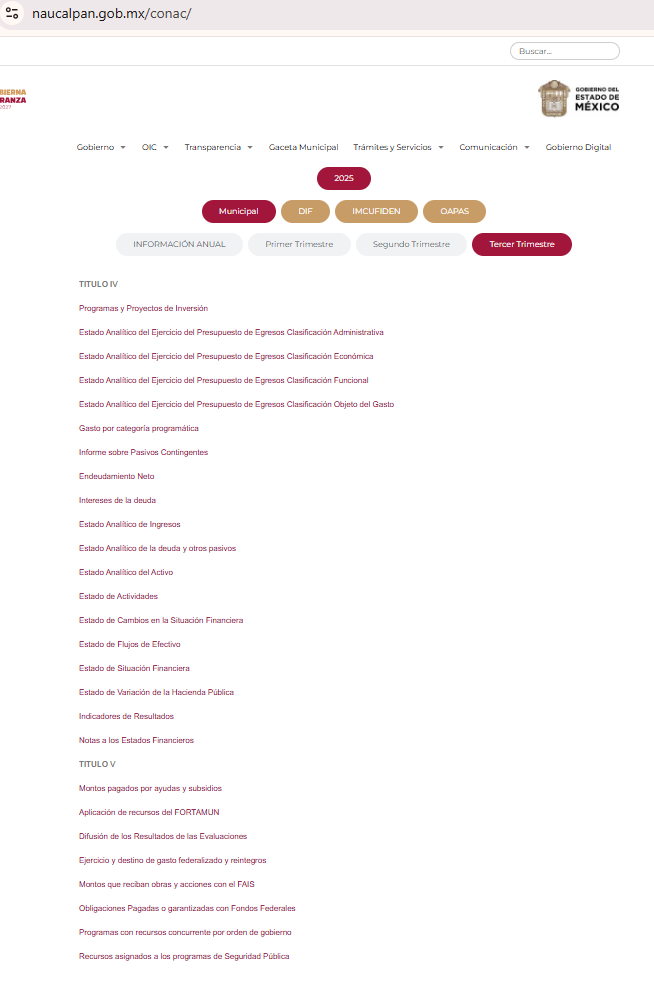 naucalpan.gob.mx/conac/
Buscar...
BIERNA
RANZA
2027
GOBIERNO DEL
ESTADO DE
MÉXICO
Gobierno OIC Transparencia Gaceta Municipal Trámites y Servicios Comunicación Gobierno Digital
2025
Municipal DIF IMCUFIDEN OAPAS
INFORMACIÓN ANUAL Primer Trimestre Segundo Trimestre Tercer Trimestre
TITULO IV
Programas y Proyectos de Inversión
Estado Analítico del Ejercicio del Presupuesto de Egresos Clasificación Administrativa
Estado Analítico del Ejercicio del Presupuesto de Egresos Clasificación Económica
Estado Analítico del Ejercicio del Presupuesto de Egresos Clasificación Funcional
Estado Analítico del Ejercicio del Presupuesto de Egresos Clasificación Objeto del Gasto
Gasto por categoría programática
Informe sobre Pasivos Contingentes
Endeudamiento Neto
Intereses de la deuda
Estado Analítico de Ingresos
Estado Analítico de la deuda y otros pasivos
Estado Analítico del Activo
Estado de Actividades
Estado de Cambios en la Situación Financiera
Estado de Flujos de Efectivo
Estado de Situación Financiera
Estado de Variación de la Hacienda Pública
Indicadores de Resultados
Notas a los Estados Financieros
TITULO V
Montos pagados por ayudas y subsidios
Aplicación de recursos del FORTAMUN
Difusión de los Resultados de las Evaluaciones
Ejercicio y destino de gasto federalizado y reintegros
Montos que reciban obras y acciones con el FAIS
Obligaciones Pagadas o garantizadas con Fondos Federales
Programas con recursos concurrente por orden de gobierno
Recursos asignados a los programas de Seguridad Pública